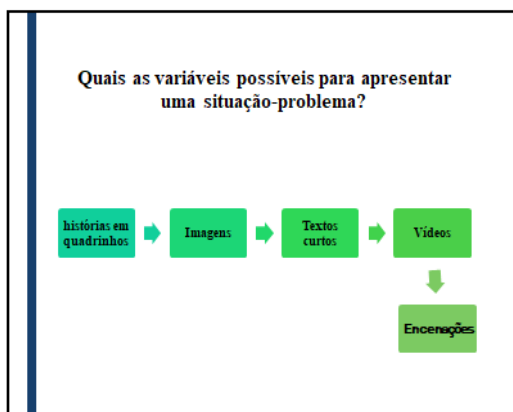 Quais as variáveis possíveis para apresentar
uma situação-problema?
histórias em
quadrinhos
Imagens
Textos
curtos
Vídeos
Encenações